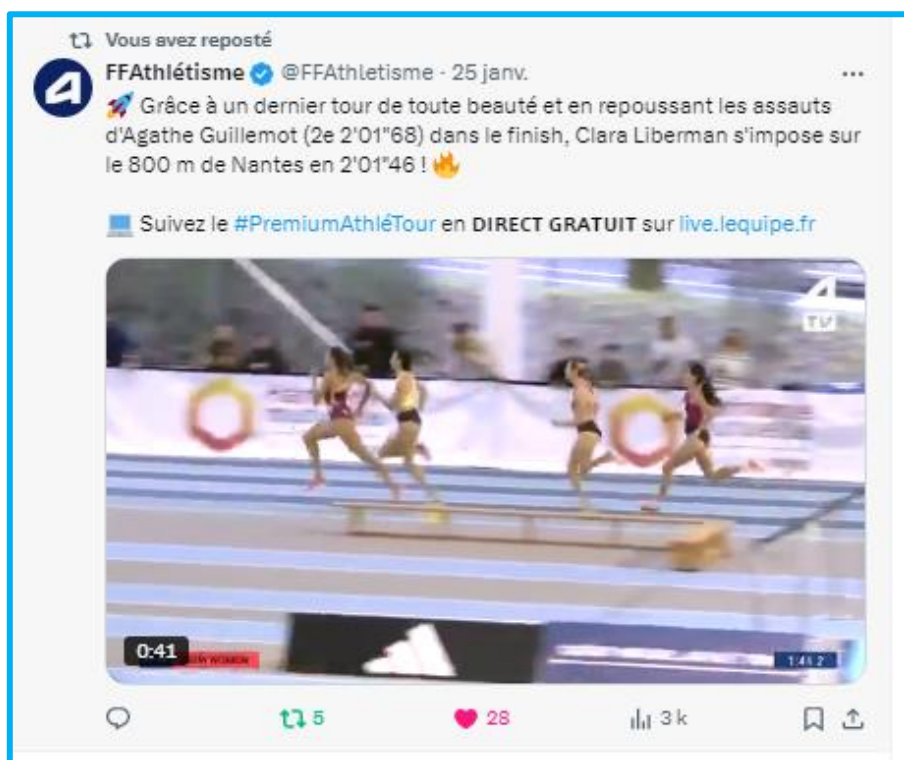 Vous avez reposté
FFAthlétisme @FFAthletisme · 25 janv.
🚀 Grâce à un dernier tour de toute beauté et en repoussant les assauts
d'Agathe Guillemot (2e 2'01"68) dans le finish, Clara Liberman s'impose sur
le 800 m de Nantes en 2'01"46 ! 🔥
💻 Suivez le #PremiumAthléTour en DIRECT GRATUIT sur live.lequipe.fr
TV
0:41
WOMEN
5 28 3 k